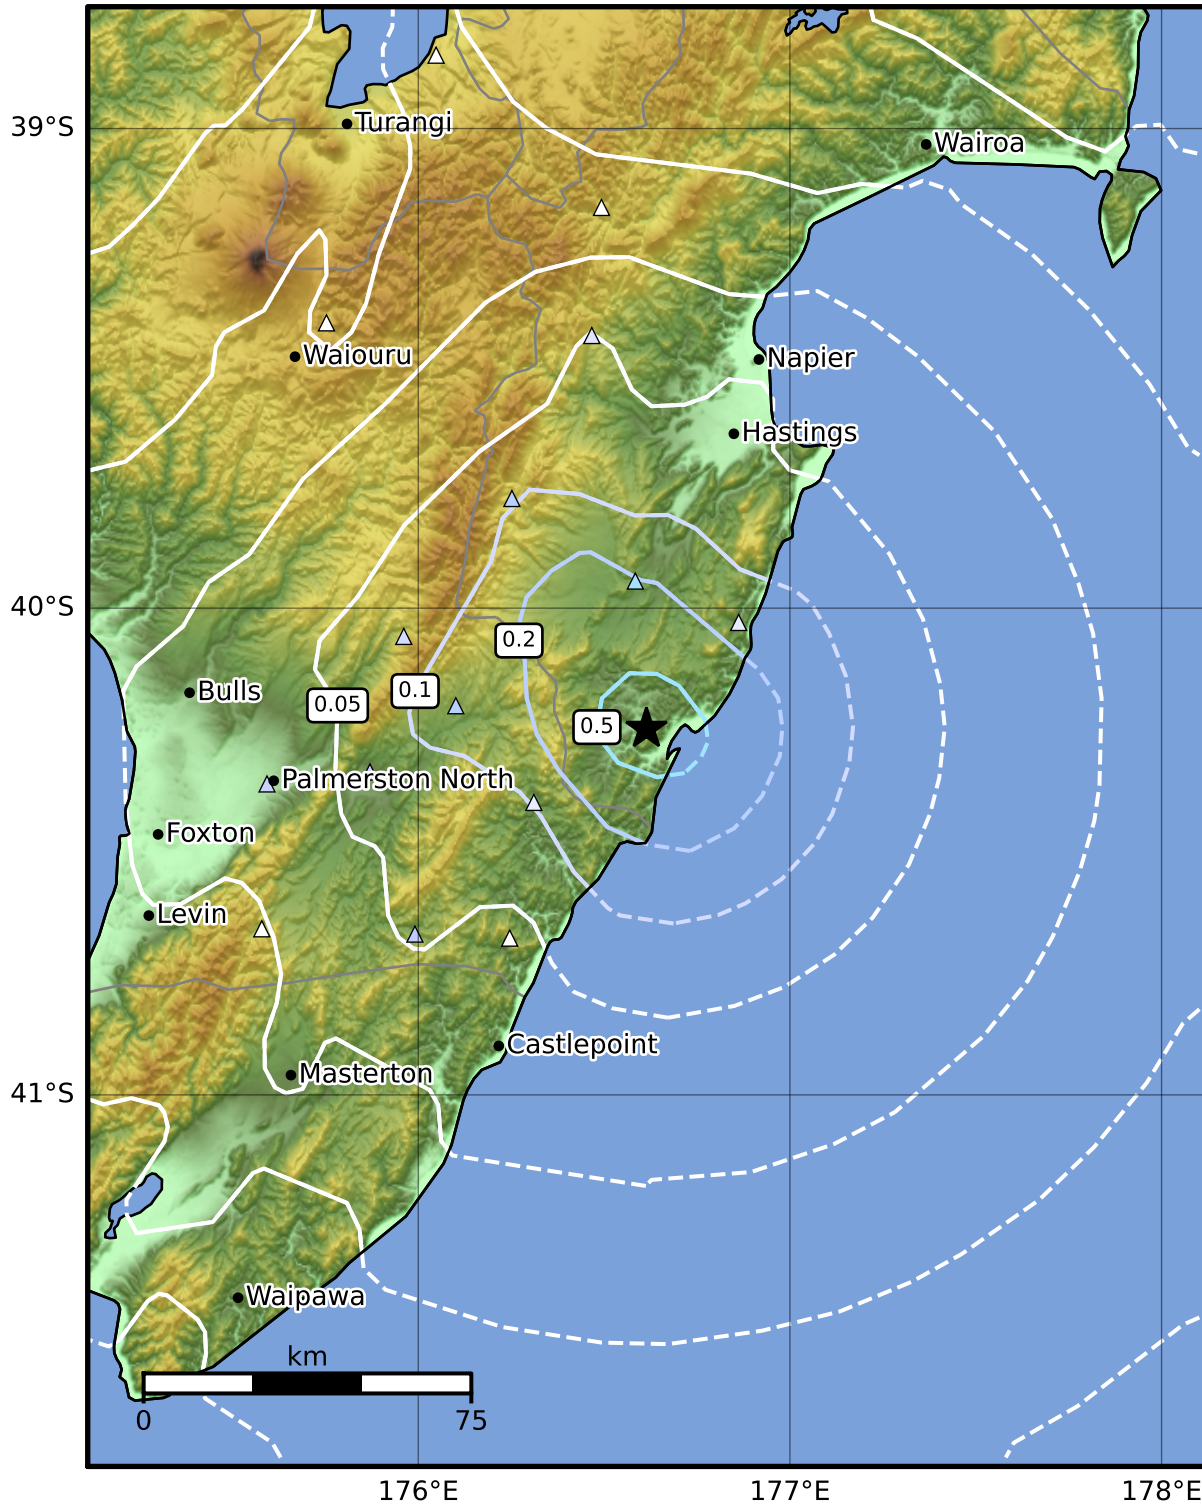 39°S
Turangi
Wairoa
Waiouru
Napier
Hastings
40°S
0.2
0.1
0.05
0.5
Bulls
Palmerston North
Foxton
Levin
Castlepoint
Masterton
41°S
Waipawa
km
0
75
176°E
177°E
178°E